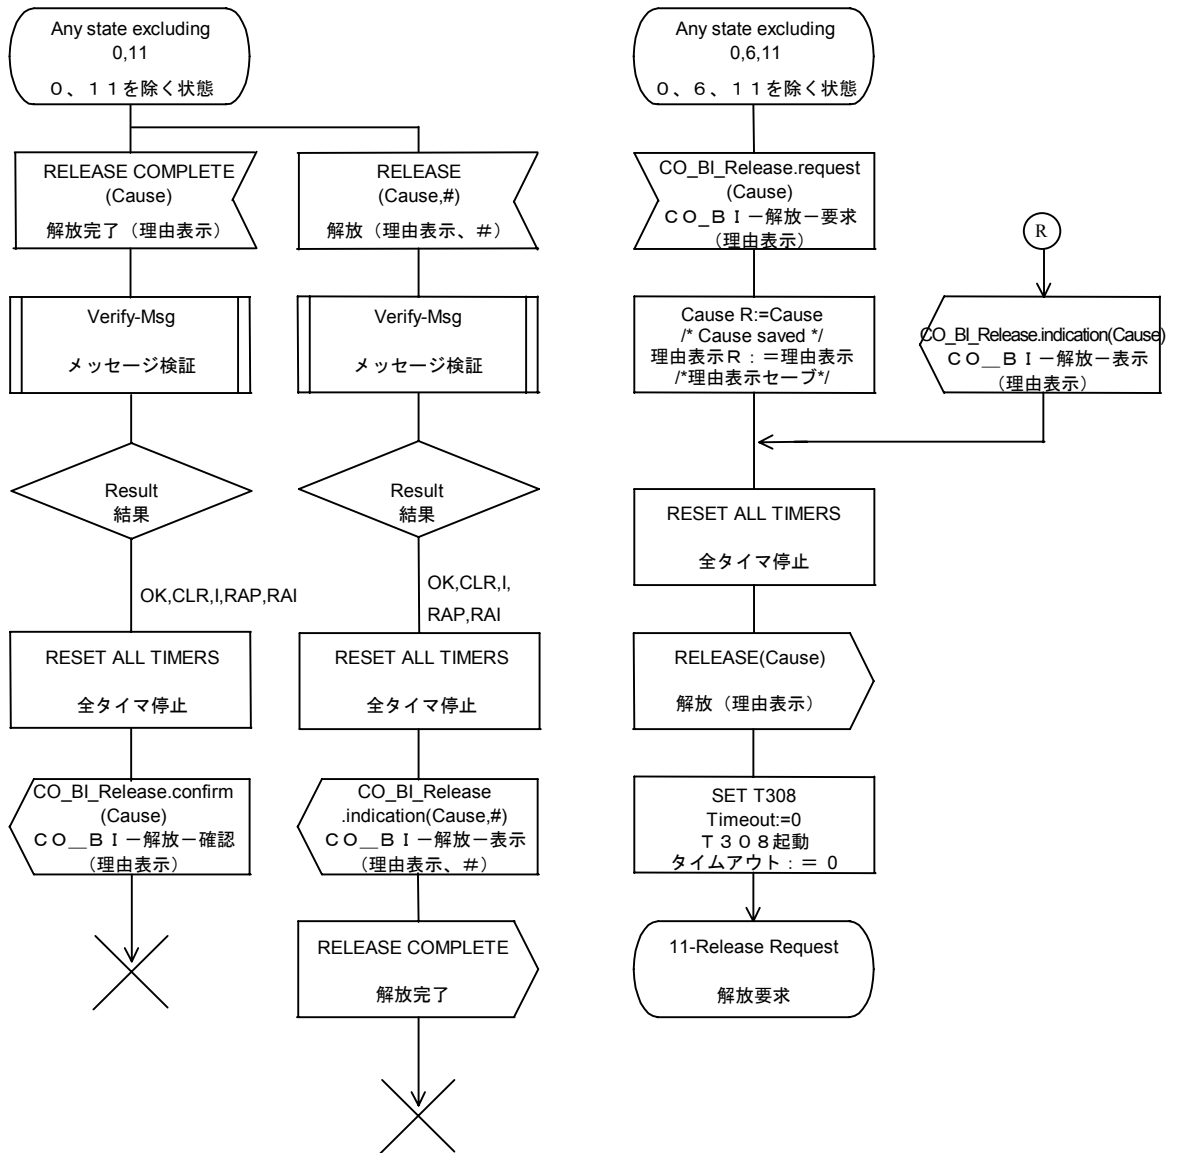 Any state excluding
0,11
０、１１を除く状態
RELEASE COMPLETE
(Cause)
解放完了（理由表示）
Verify-Msg
メッセージ検証
Result
結果
OK,CLR,I,RAP,RAI
RESET ALL TIMERS
全タイマ停止
CO_BI_Release.confirm
(Cause)
ＣＯ＿ＢＩ－解放－確認
（理由表示）
RELEASE
(Cause,#)
解放（理由表示、＃）
Verify-Msg
メッセージ検証
Result
結果
OK,CLR,I,
RAP,RAI
RESET ALL TIMERS
全タイマ停止
CO_BI_Release
.indication(Cause,#)
ＣＯ＿ＢＩ－解放－表示
（理由表示、＃）
RELEASE COMPLETE
解放完了
Any state excluding
0,6,11
０、６、１１を除く状態
CO_BI_Release.request
(Cause)
ＣＯ_ＢＩ－解放－要求
（理由表示）
Cause R:=Cause
/* Cause saved */
理由表示Ｒ：＝理由表示
/*理由表示セーブ*/
R
CO_BI_Release.indication(Cause)
ＣＯ＿ＢＩ－解放－表示
（理由表示）
RESET ALL TIMERS
全タイマ停止
RELEASE(Cause)
解放（理由表示）
SET T308
Timeout:=0
Ｔ３０８起動
タイムアウト：＝０
11-Release Request
解放要求